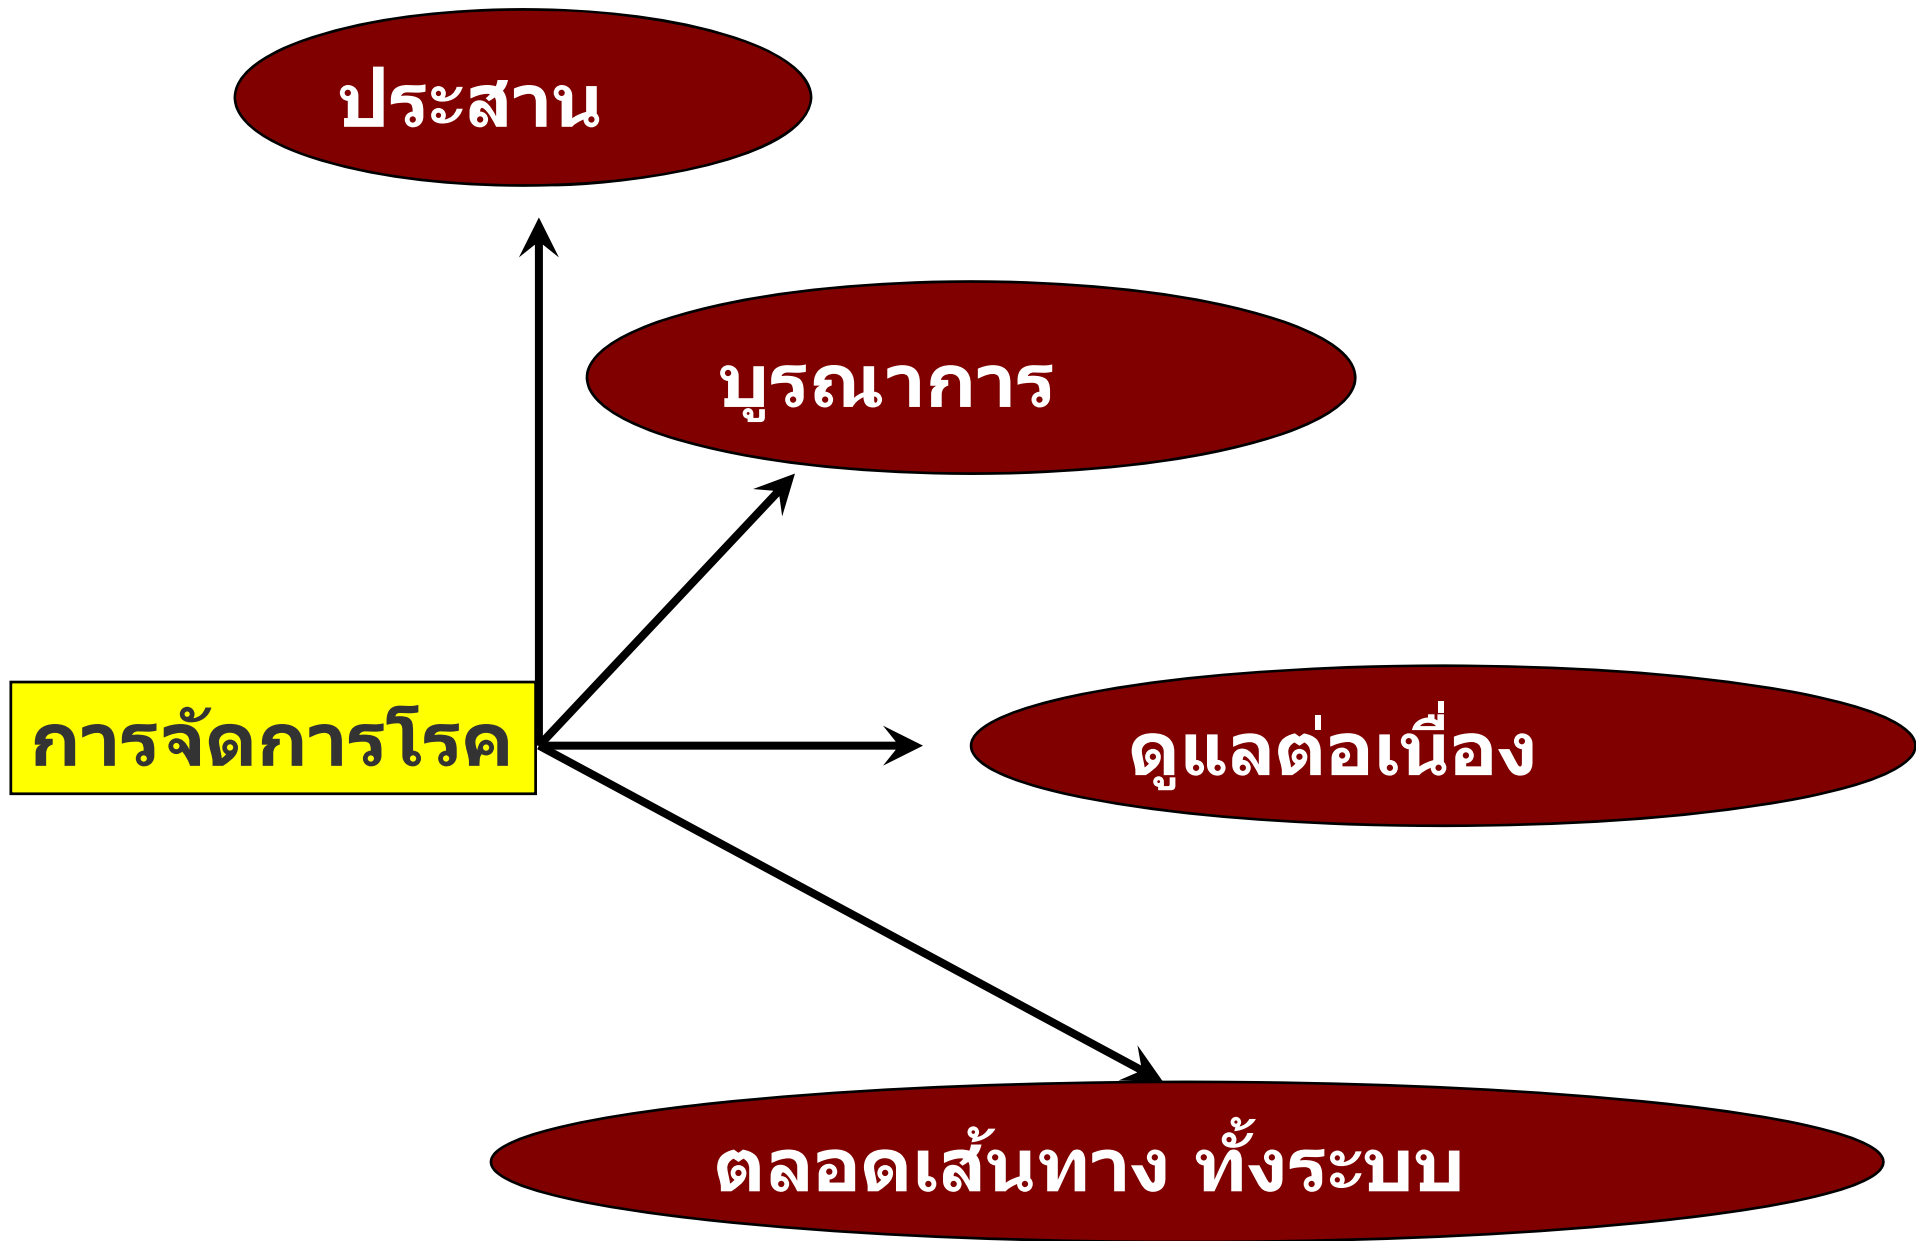 ประสาน
บูรณาการ
การจัดการโรค
ดูแลต่อเนื่อง
ตลอดเส้นทาง ทั้งระบบ